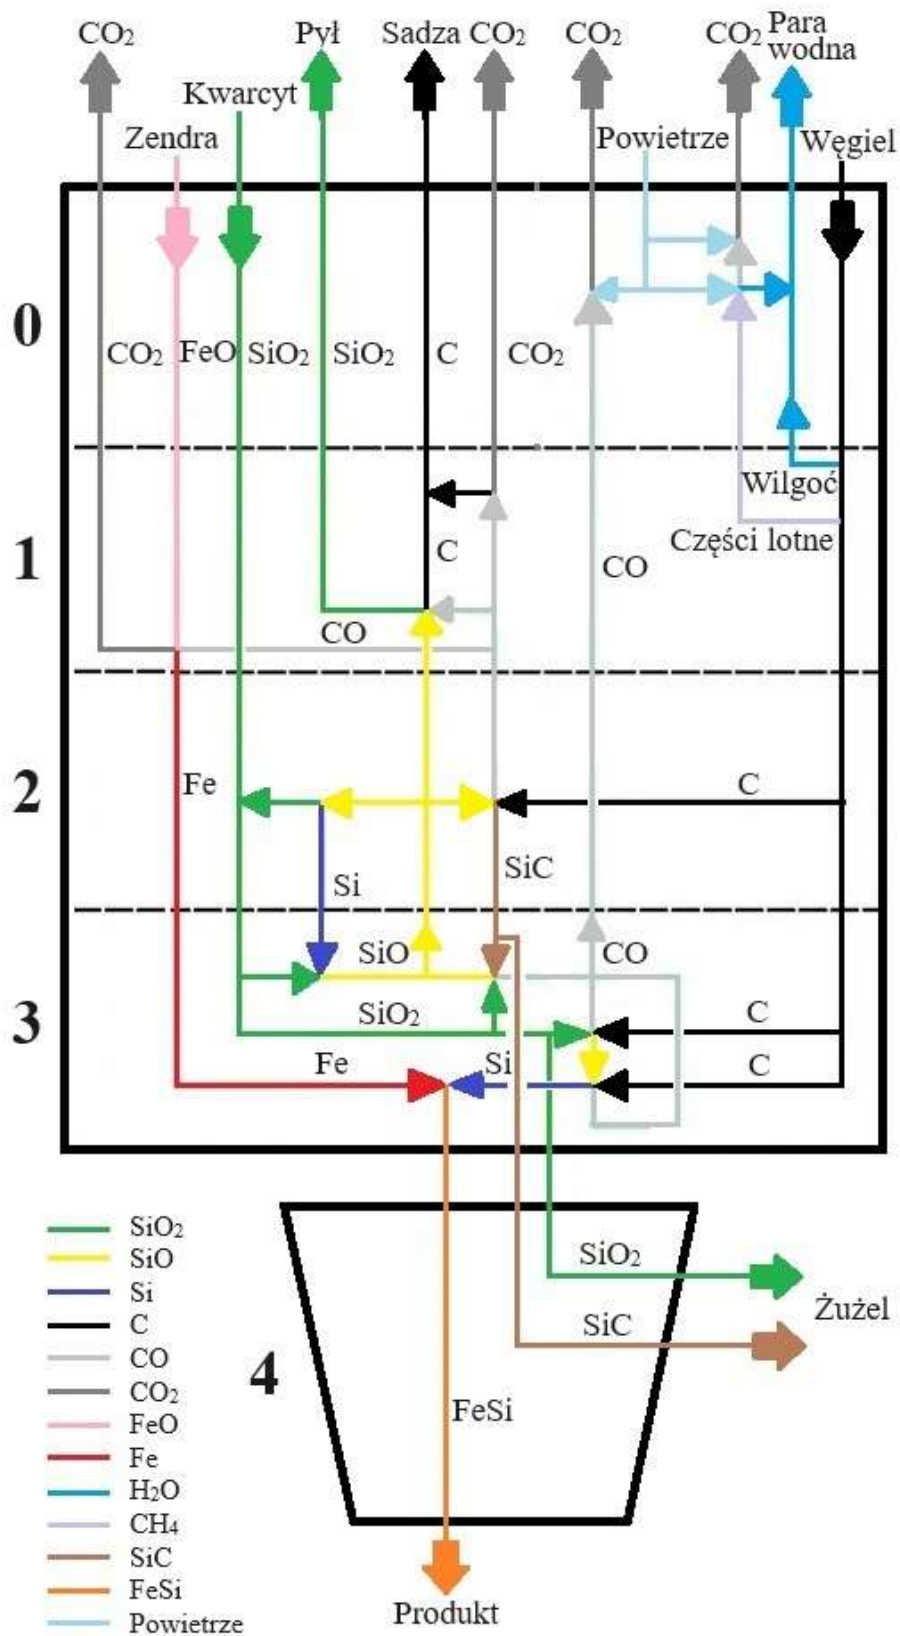 CO₂
Pył
Sadza
CO₂
CO₂
CO₂
Para
wodna
Kwarcyt
Zendra
Powietrze
Węgiel
0
CO₂
FeO
SiO₂
SiO₂
C
CO₂
Wilgoć
Części lotne
1
C
CO
CO
2
Fe
C
Si
SiC
3
SiO
CO
SiO₂
C
Fe
Si
C
SiO₂
Żużel
SiC
4
FeSi
Produkt
SiO₂
SiO
Si
C
CO
CO₂
FeO
Fe
H₂O
CH₄
SiC
FeSi
Powietrze